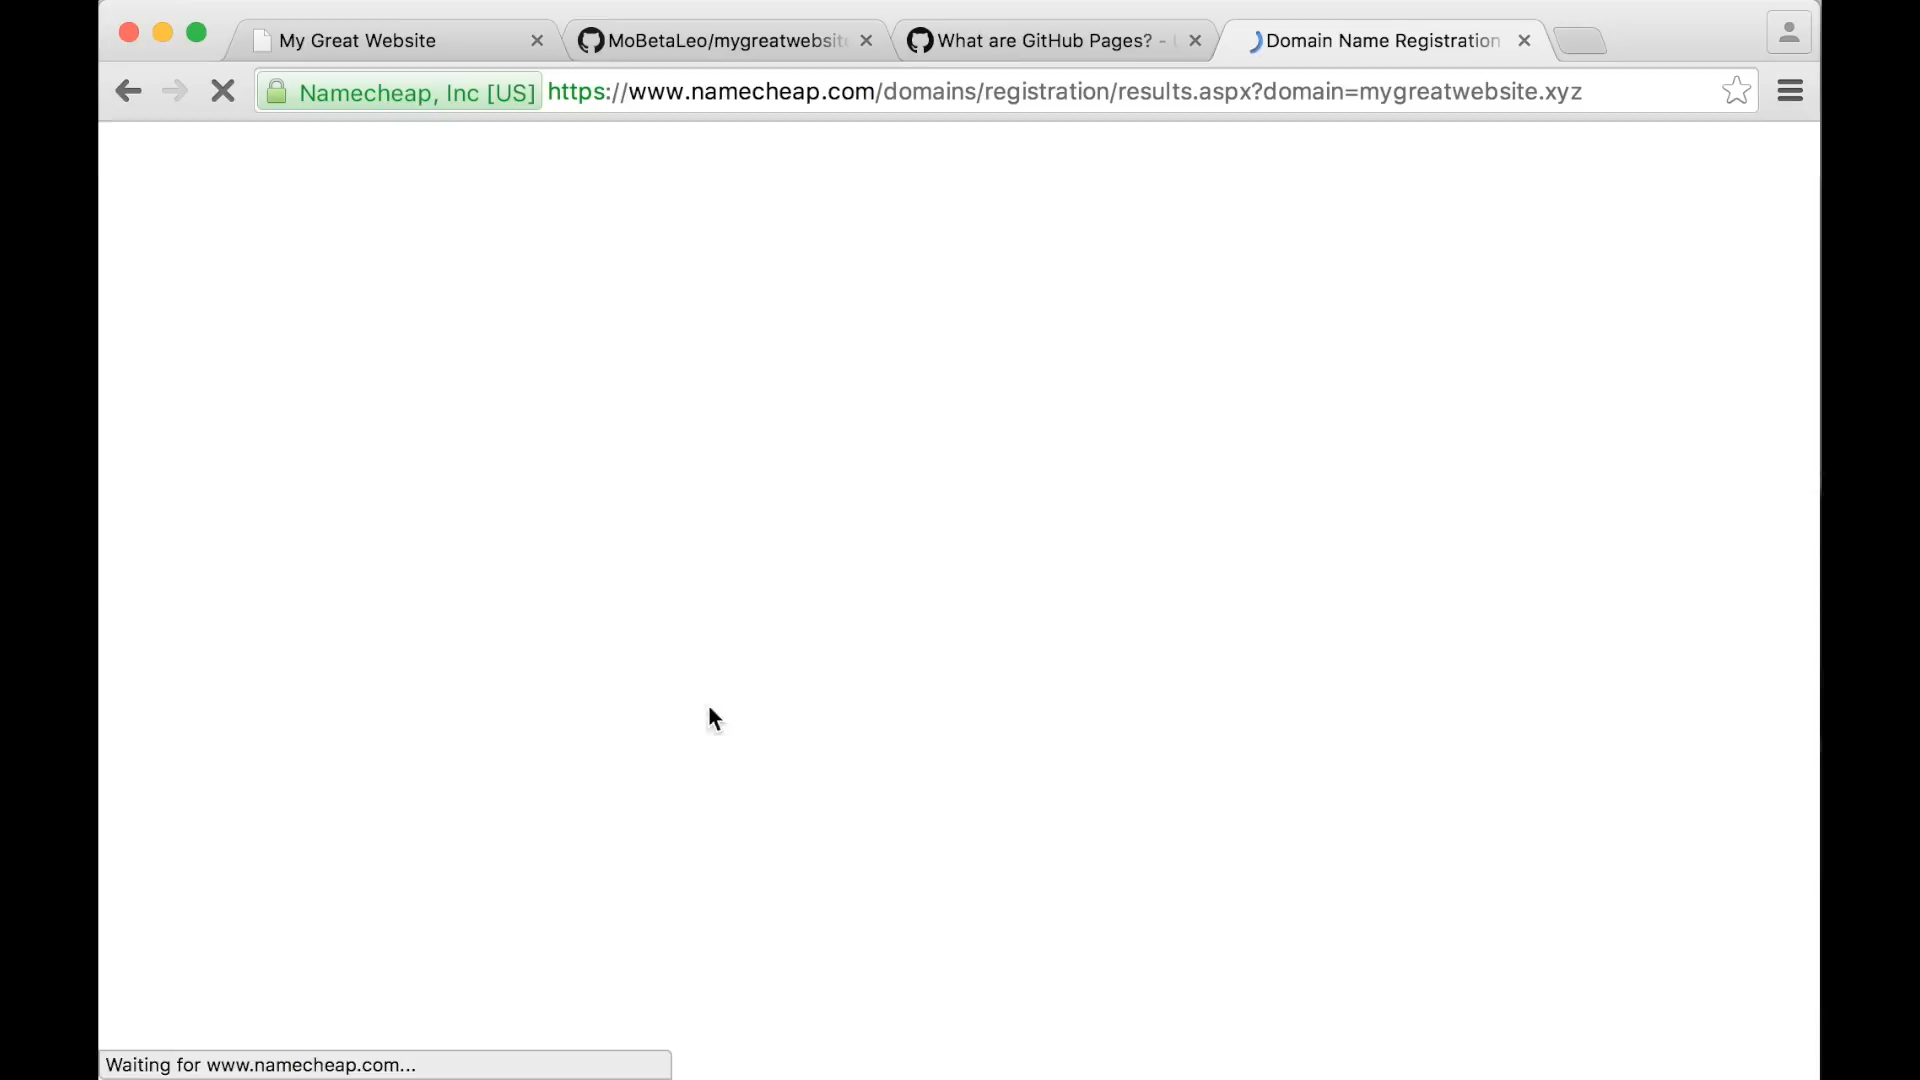 My Great Website
MoBetaLeo/mygreatwebsit
What are GitHub Pages? -
Domain Name Registration
Namecheap, Inc [US] https://www.namecheap.com/domains/registration/results.aspx?domain=mygreatwebsite.xyz
Waiting for www.namecheap.com...